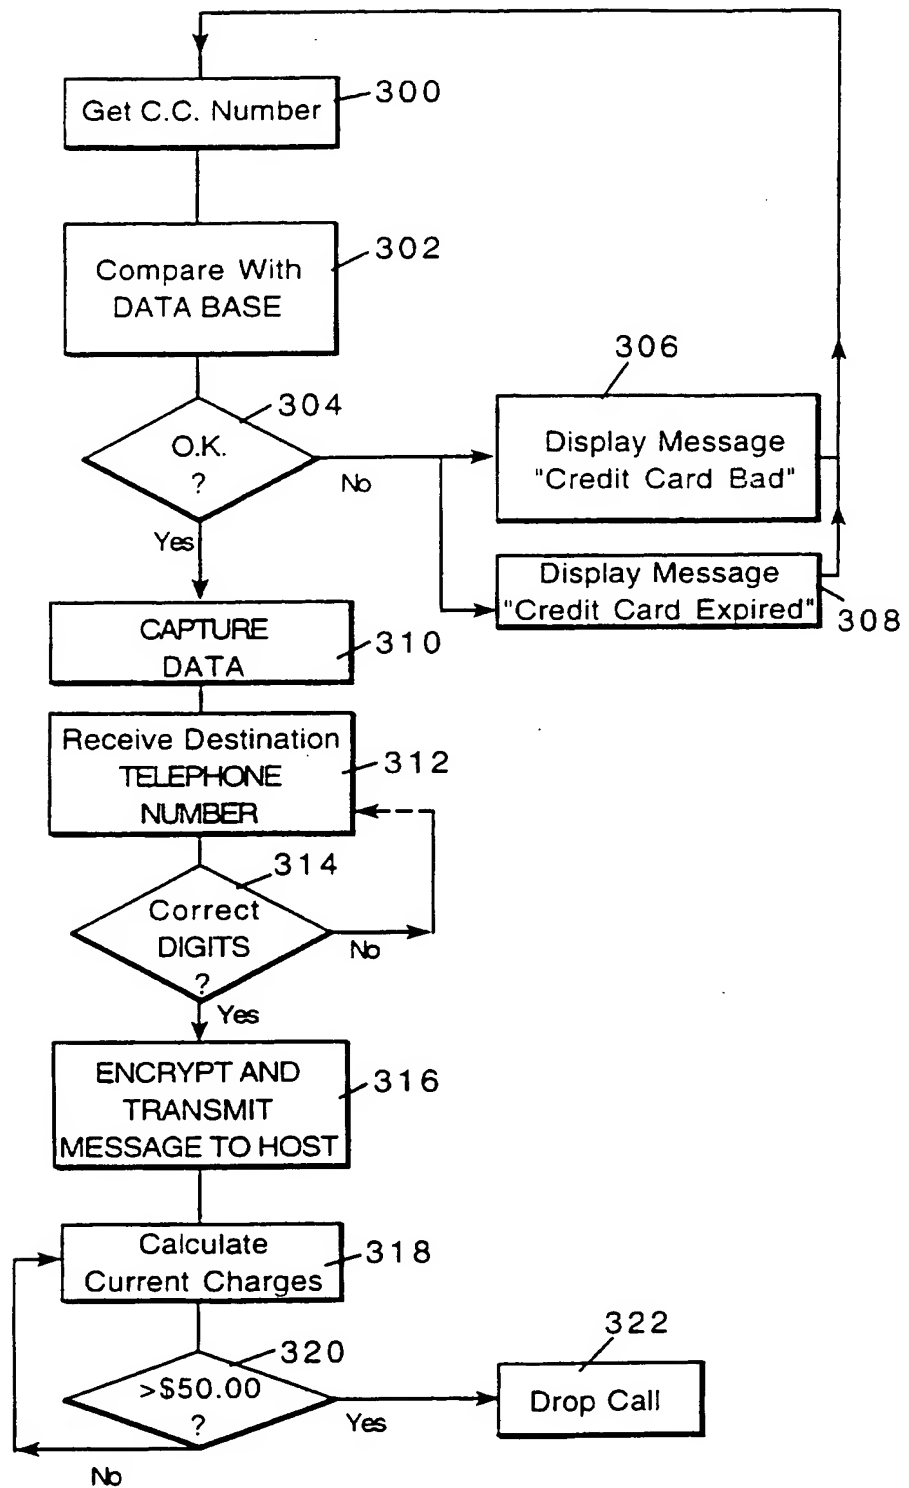 300
Get C.C. Number
302
Compare With
DATA BASE
304
O.K.
?
No
Yes
306
Display Message
"Credit Card Bad"
Display Message
"Credit Card Expired"
308
CAPTURE
DATA
310
Receive Destination
TELEPHONE
NUMBER
312
314
Correct
DIGITS
?
No
Yes
ENCRYPT AND
TRANSMIT
MESSAGE TO HOST
316
Calculate
Current Charges
318
320
>$50.00
?
Yes
No
322
Drop Call